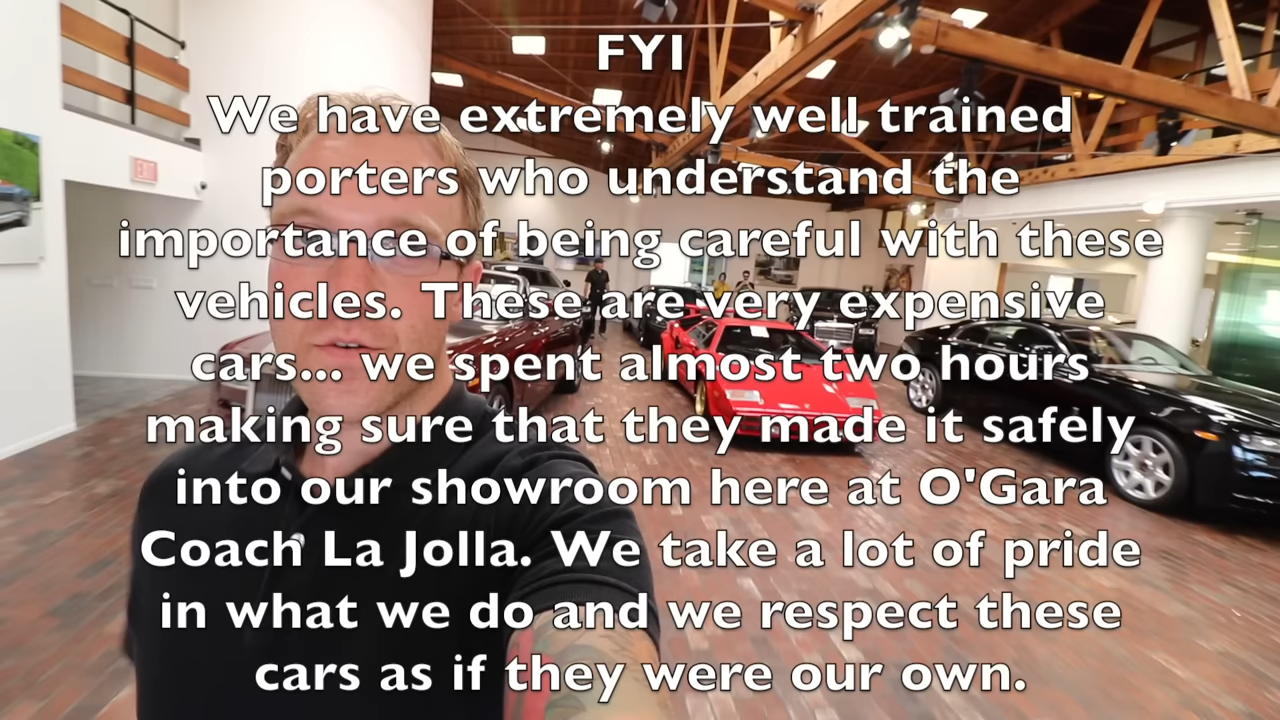 FYI
We have extremely well trained
porters who understand the
importance of being careful with these
vehicles. These are very expensive
cars... we spent almost two hours
making sure that they made it safely
into our showroom here at O'Gara
Coach La Jolla. We take a lot of pride
in what we do and we respect these
cars as if they were our own.
EXIT